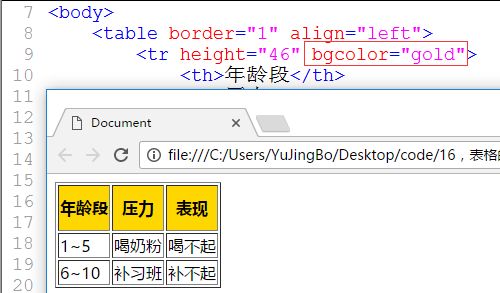 7 <body>
8 <table border="1" align="left">
9 <tr height="46" bgcolor="gold">
10 <th>年龄段</th>
11
12
13
14
15
16
17
18
19
20
Document
file:///C:/Users/YuJingBo/Desktop/code/16，表格
年龄段 压力 表现
1~5 喝奶粉 喝不起
6~10 补习班 补不起